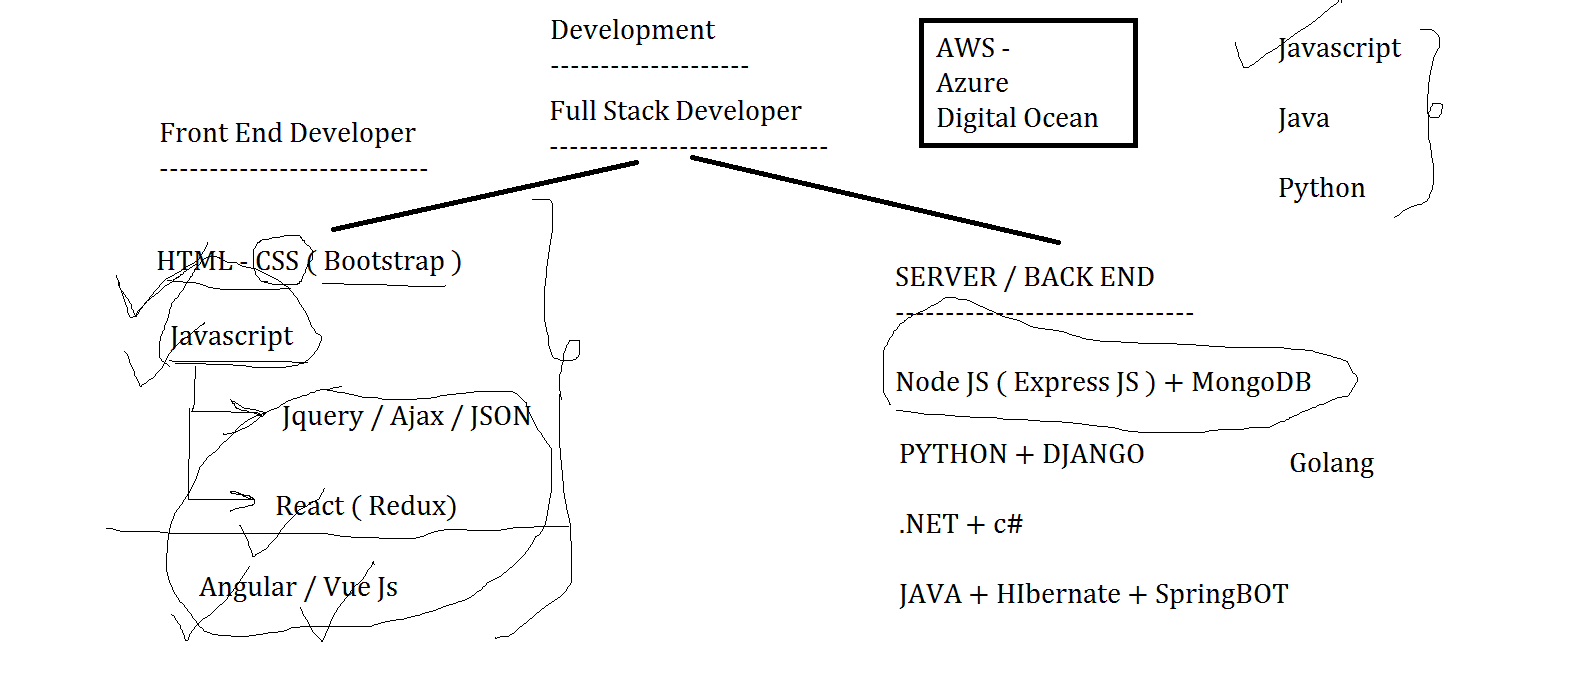 Development
--------------------
Full Stack Developer
----------------------------
AWS -
Azure
Digital Ocean
Javascript
Java
Python
Front End Developer
---------------------------
HTML - CSS ( Bootstrap )
Javascript
Jquery / Ajax / JSON
React ( Redux)
Angular / Vue Js
SERVER / BACK END
------------------------------
Node JS ( Express JS ) + MongoDB
PYTHON + DJANGO
Golang
.NET + c#
JAVA + HIbernate + SpringBOT